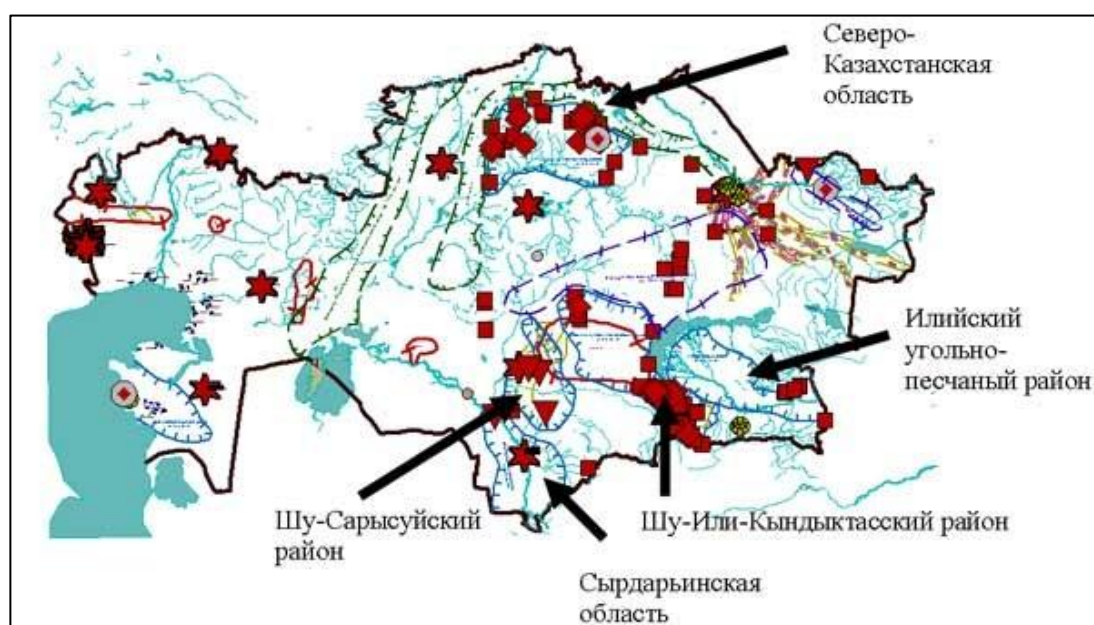 Северо-
Казахстанская
область
Илийский
угольно-
песчаный район
Шу-Сарысуйский
район
Шу-Или-Кындыктасский район
Сырдарьинская
область